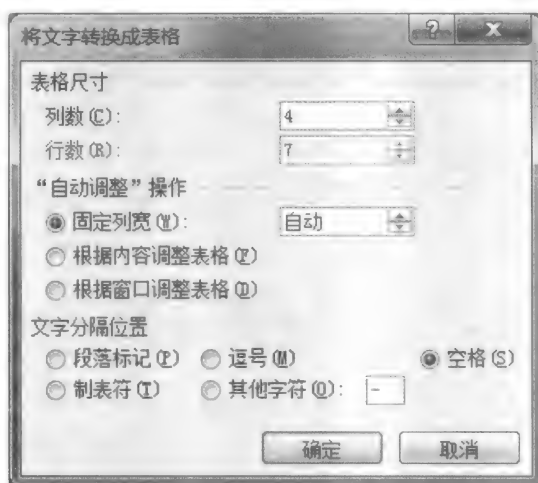 将文字转换成表格
表格尺寸
列数(C): 4
行数(R): 7
“自动调整”操作
固定列宽(W): 自动
根据内容调整表格(F)
根据窗口调整表格(D)
文字分隔位置
段落标记(P) 逗号(M) 空格(S)
制表符(T) 其他字符(O): -
确定 取消